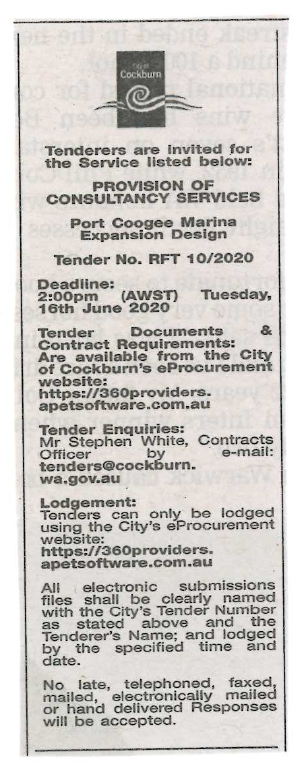 City of
Cockburn
Tenderers are invited for
the Service listed below:
PROVISION OF
CONSULTANCY SERVICES
Port Coogee Marina
Expansion Design
Tender No. RFT 10/2020
Deadline:
2:00pm (AWST) Tuesday,
16th June 2020
Tender Documents &
Contract Requirements:
Are available from the City
of Cockburn's eProcurement
website:
https://360providers.
apetsoftware.com.au
Tender Enquiries:
Mr Stephen White, Contracts
Officer by e-mail:
tenders@cockburn.
wa.gov.au
Lodgement:
Tenders can only be lodged
using the City's eProcurement
website:
https://360providers.
apetsoftware.com.au
All electronic submissions
files shall be clearly named
with the City's Tender Number
as stated above and the
Tenderer's Name; and lodged
by the specified time and
date.
No late, telephoned, faxed,
mailed, electronically mailed
or hand delivered Responses
will be accepted.